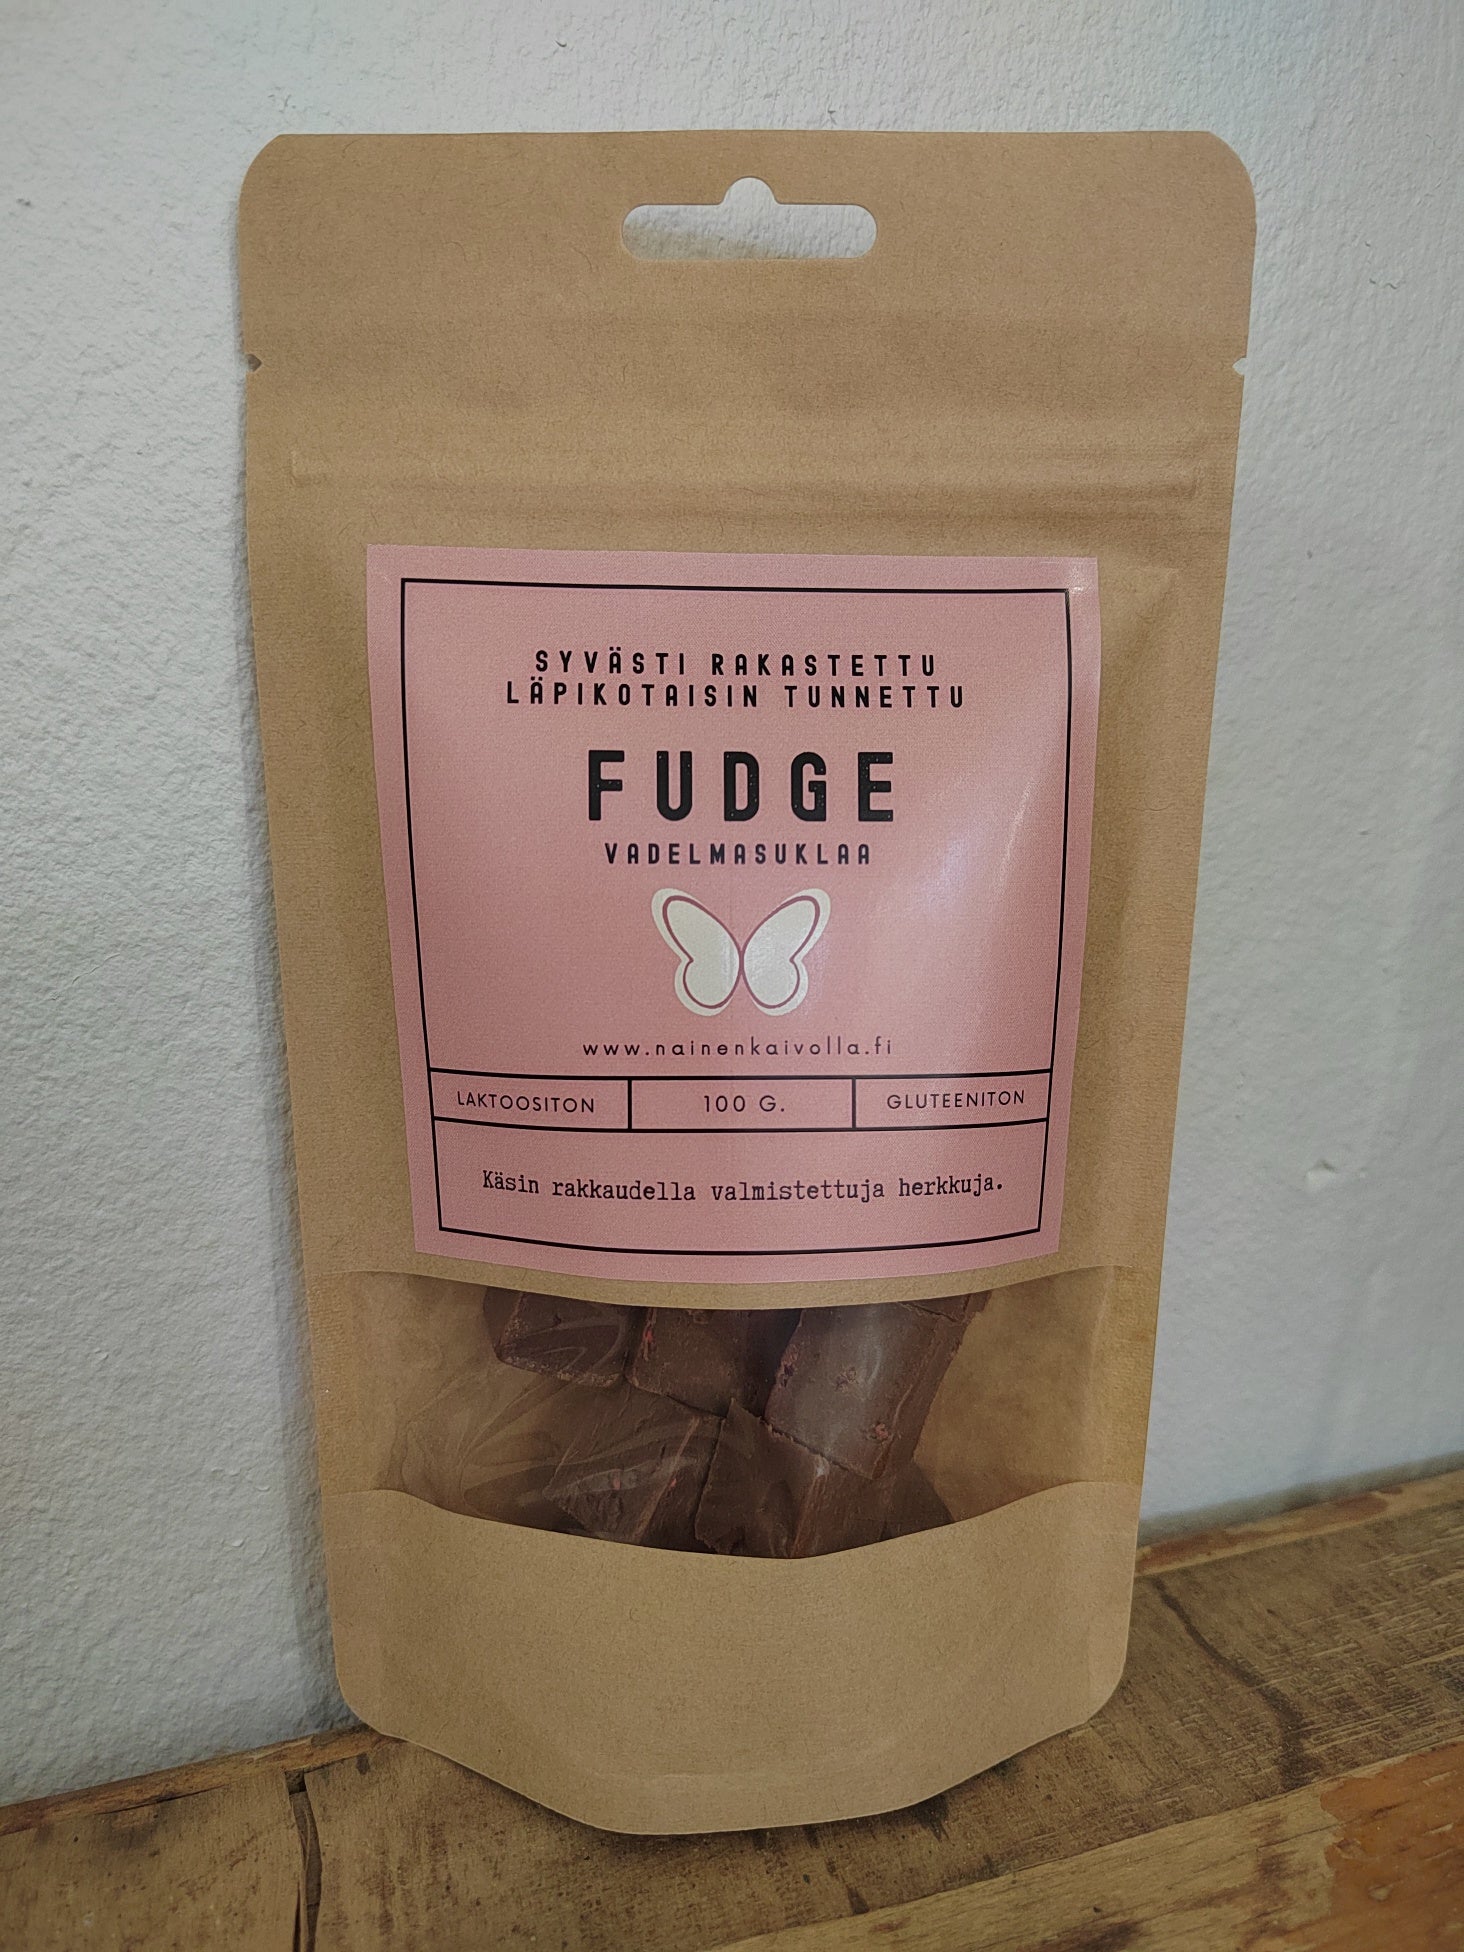 SYVÄSTI RAKASTETTU
LÄPIKOTAISIN TUNNETTU
FUDGE
VADELMASUKLAA
www.nainenkaivolla.fi
LAKTOOSITON 100 G. GLUTEENITON
Käsin rakkaudella valmistettuja herkkuja.